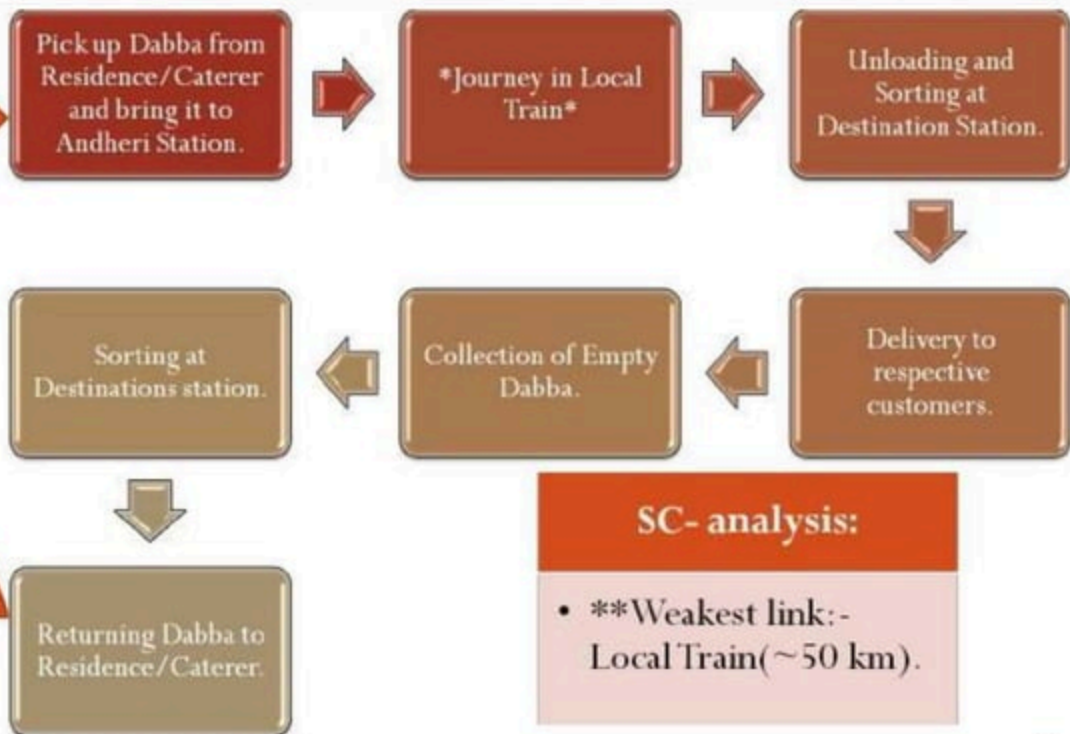 Pick up Dabba from
Residence/Caterer
and bring it to
Andheri Station.
*Journey in Local
Train*
Unloading and
Sorting at
Destination Station.
Delivery to
respective
customers.
Collection of Empty
Dabba.
Sorting at
Destinations station.
Returning Dabba to
Residence/Caterer.
SC- analysis:
• **Weakest link:-
Local Train(~50 km).